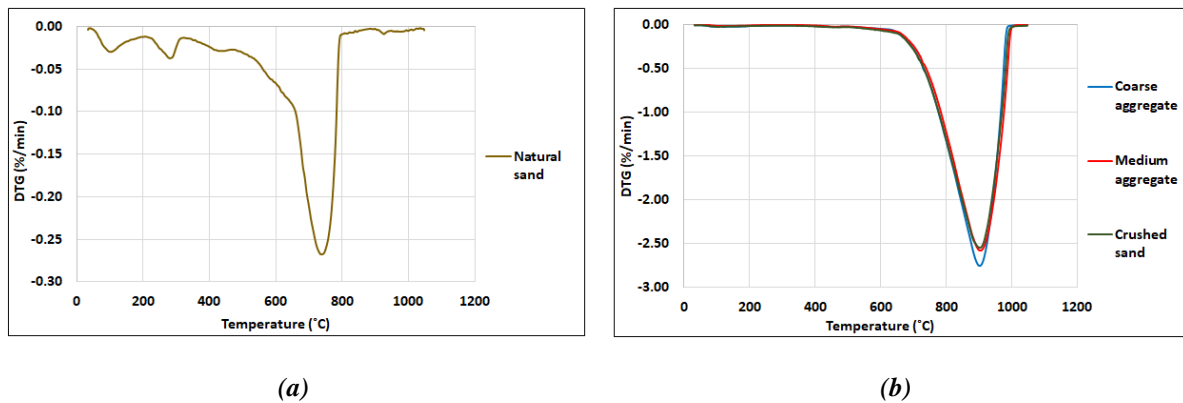 0.00
-0.05
-0.10
-0.15
-0.20
-0.25
-0.30
DTG (%/min)
0
200
400
600
800
1000
1200
Temperature (˚C)
Natural
sand
(a)
0.00
-0.50
-1.00
-1.50
-2.00
-2.50
-3.00
DTG (%/min)
0
200
400
600
800
1000
1200
Temperature (˚C)
Coarse
aggregate
Medium
aggregate
Crushed
sand
(b)